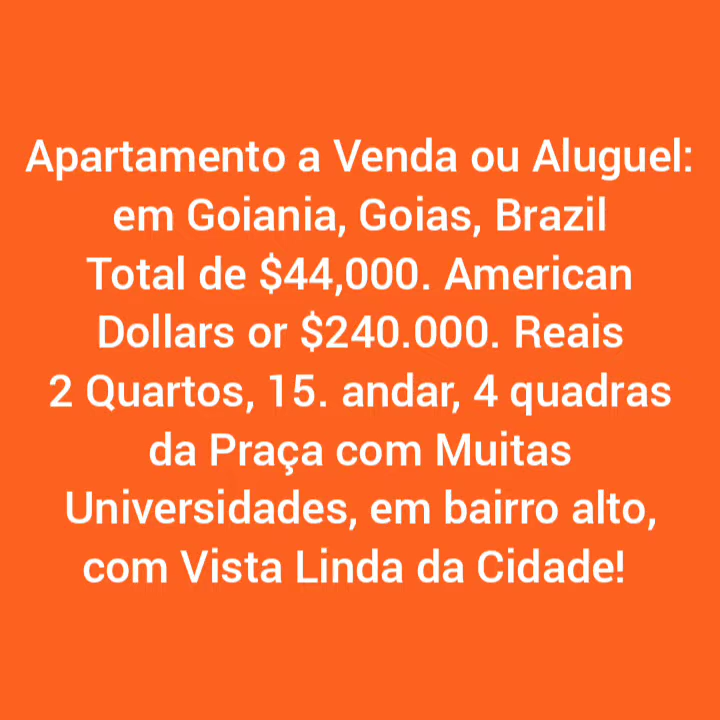 Apartamento a Venda ou Aluguel:
em Goiania, Goias, Brazil
Total de $44,000. American
Dollars or $240.000. Reais
2 Quartos, 15. andar, 4 quadras
da Praça com Muitas
Universidades, em bairro alto,
com Vista Linda da Cidade!